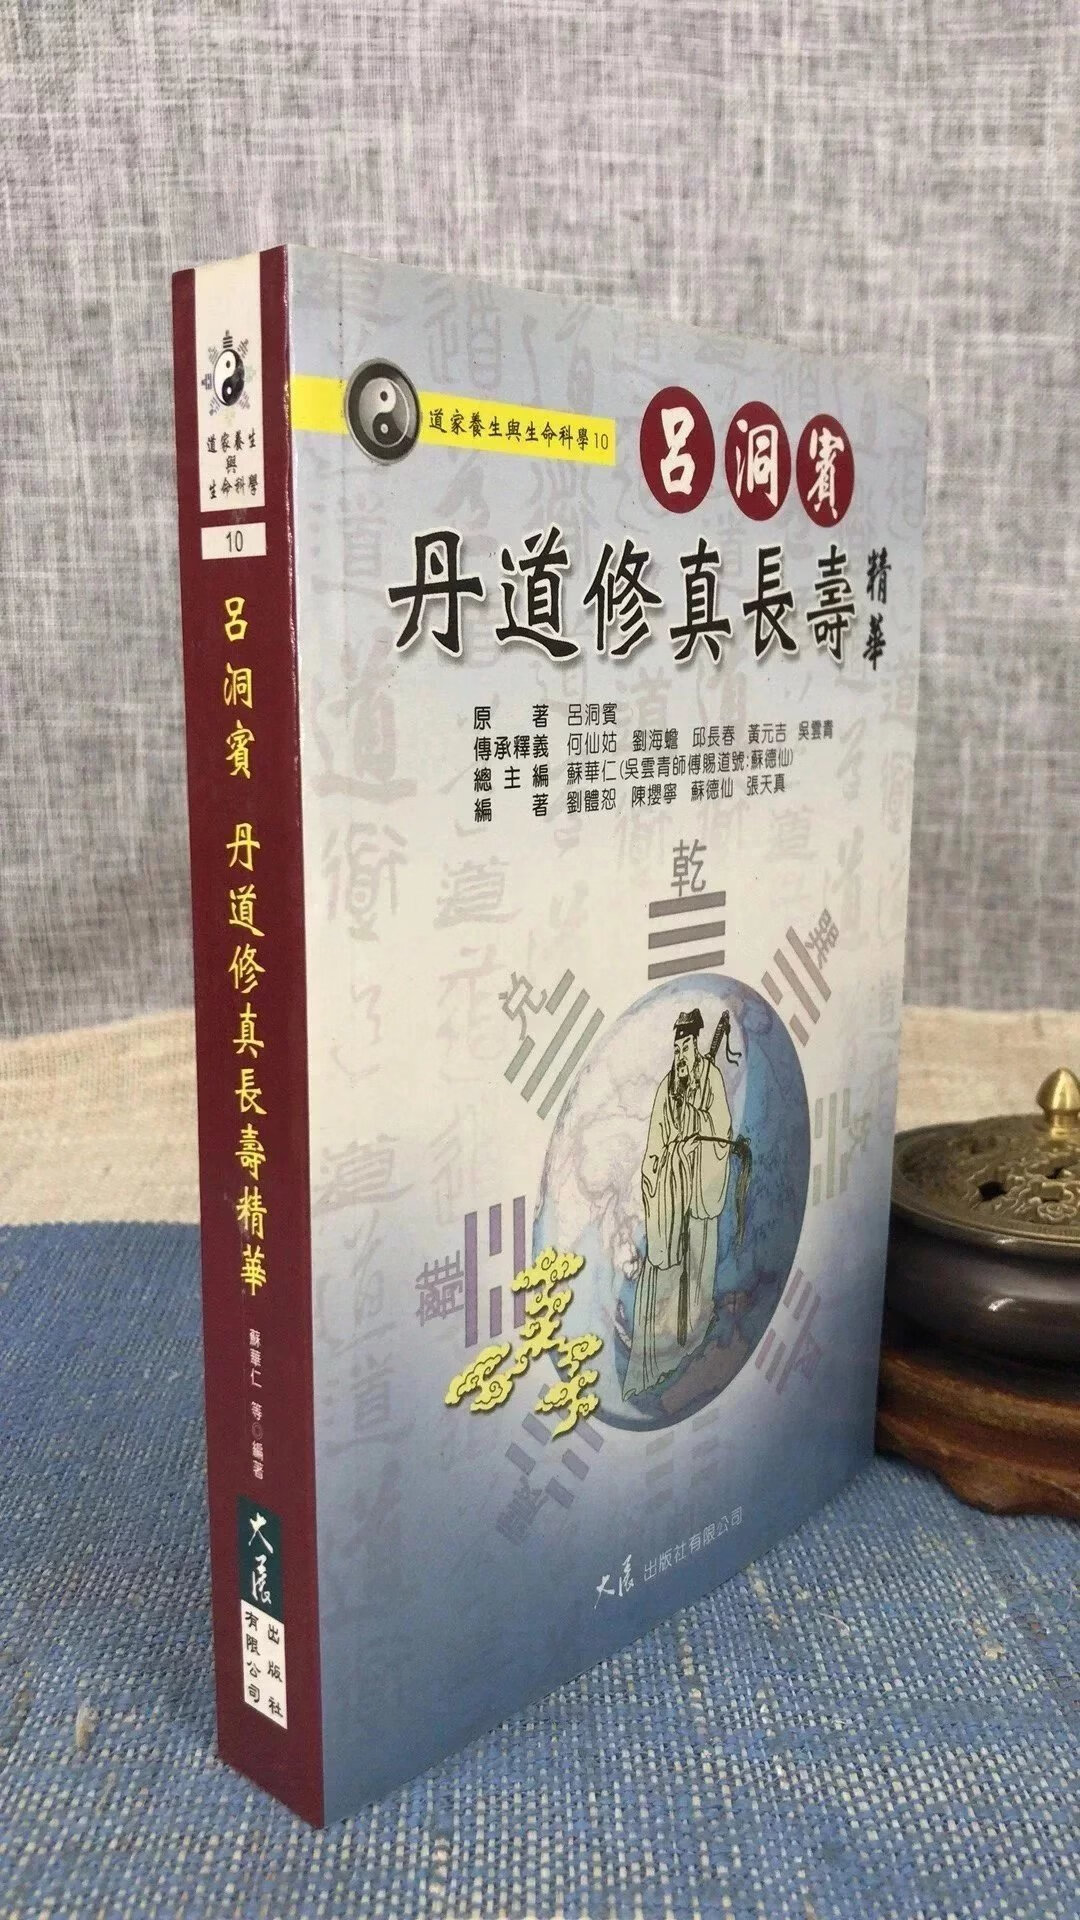 道家養生
與
生命科學
10
呂洞賓 丹道修真長壽精華
蘇華仁 等◎編著
大展
出版社
有限公司
道家養生與生命科學10
呂洞賓
丹道修真長壽
精華
原 著 呂洞賓
傳承釋義 何仙姑 劉海蟾 邱長春 黃元吉 吳雲青
總主編 蘇華仁(吳雲青師傅賜道號:蘇德仙)
編 著 劉體恕 陳攖寧 蘇德仙 張天真
乾
兌
大展 出版社有限公司